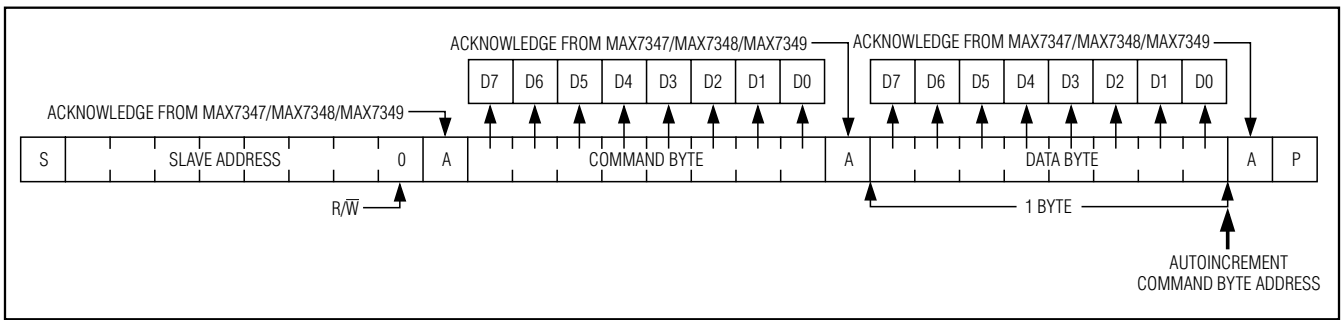 ACKNOWLEDGE FROM MAX7347/MAX7348/MAX7349 ACKNOWLEDGE FROM MAX7347/MAX7348/MAX7349
D7 D6 D5 D4 D3 D2 D1 D0 D7 D6 D5 D4 D3 D2 D1 D0
ACKNOWLEDGE FROM MAX7347/MAX7348/MAX7349
S SLAVE ADDRESS 0 A COMMAND BYTE A DATA BYTE A P
R/W̅ 1 BYTE
AUTOINCREMENT
COMMAND BYTE ADDRESS